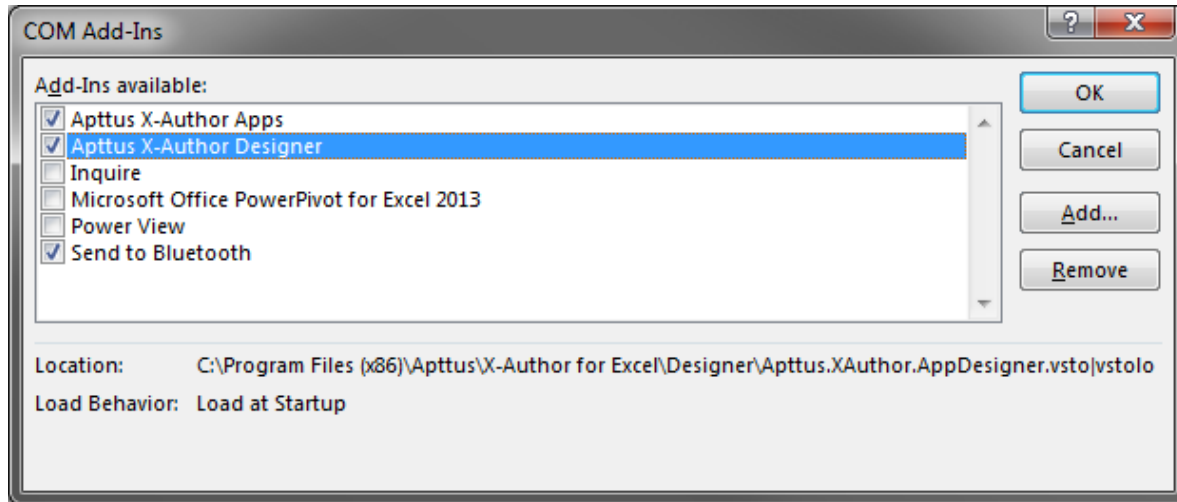 COM Add-Ins
?
X
Add-Ins available:
Apttus X-Author Apps
Apttus X-Author Designer
Inquire
Microsoft Office PowerPivot for Excel 2013
Power View
Send to Bluetooth
OK
Cancel
Add...
Remove
Location: C:\Program Files (x86)\Apttus\X-Author for Excel\Designer\Apttus.XAuthor.AppDesigner.vsto|vstolo
Load Behavior: Load at Startup